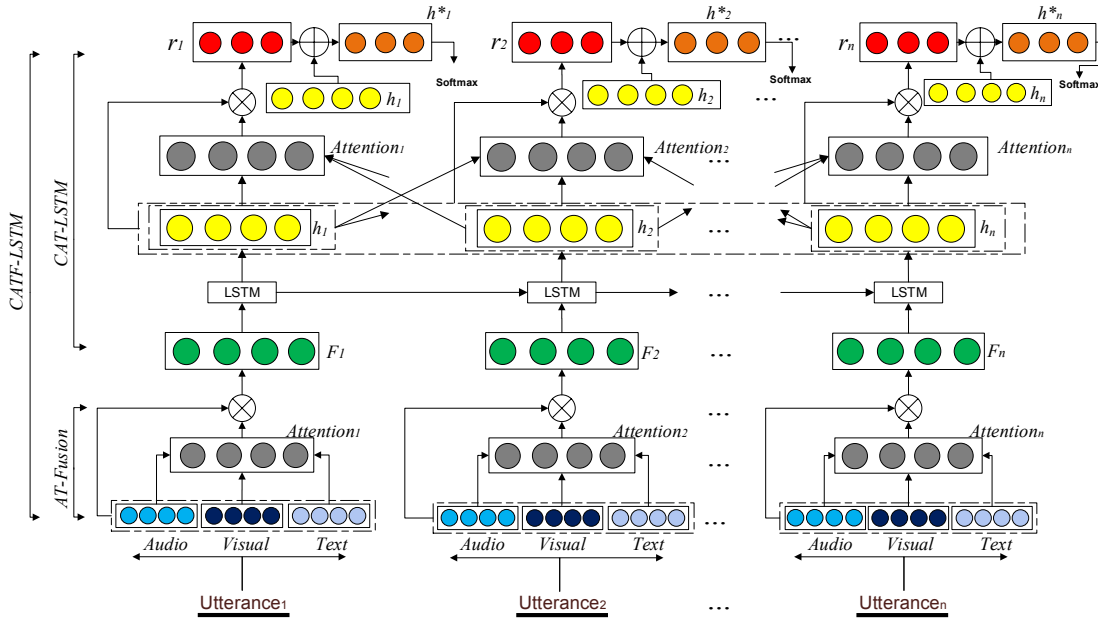 h*1 h*2 h*n
r1 r2 ... rn
Softmax Softmax Softmax
h1 h2 ... hn
Attention1 Attention2 ... Attentionn
CATF-LSTM
CAT-LSTM
h1 h2 ... hn
LSTM LSTM ... LSTM
F1 F2 ... Fn
...
AT-Fusion
Attention1 Attention2 ... Attentionn
...
Audio Visual Text Audio Visual Text Audio Visual Text
Utterance1 Utterance2 ... Utterancen